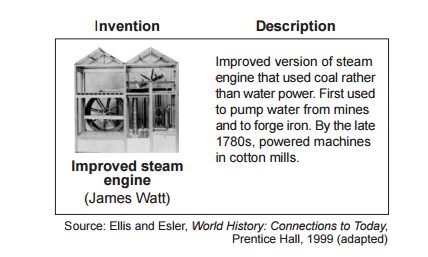 Invention
Description
Improved version of steam
engine that used coal rather
than water power. First used
to pump water from mines
and to forge iron. By the late
1780s, powered machines
in cotton mills.
Improved steam
engine
(James Watt)
Source: Ellis and Esler, World History: Connections to Today,
Prentice Hall, 1999 (adapted)